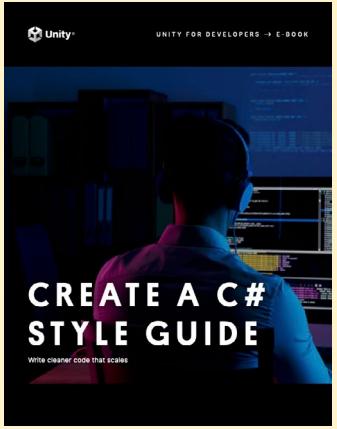 Unity®
UNITY FOR DEVELOPERS → E-BOOK
CREATE A C#
STYLE GUIDE
Write cleaner code that scales